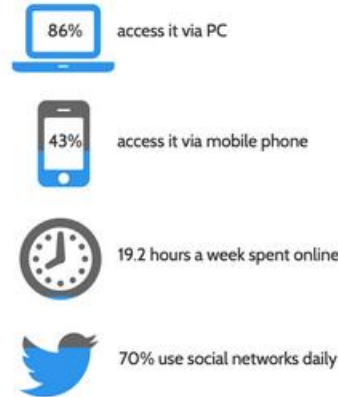 86% access it via PC
43% access it via mobile phone
19.2 hours a week spent online
70% use social networks daily